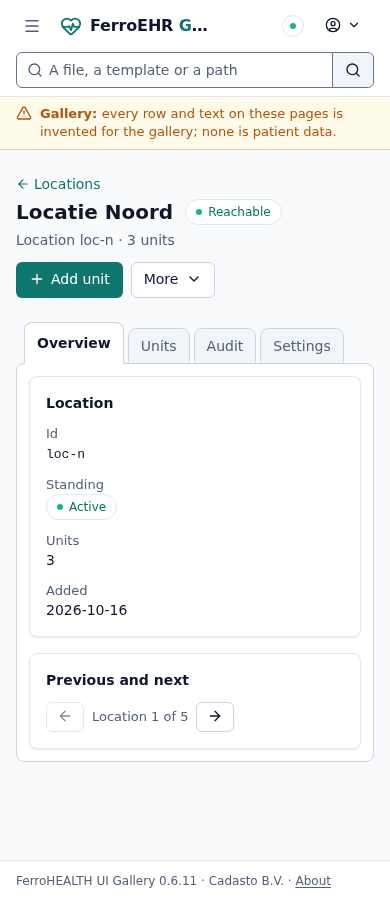 FerroEHR G...
A file, a template or a path
Gallery: every row and text on these pages is
invented for the gallery; none is patient data.
← Locations
Locatie Noord
Reachable
Location loc-n · 3 units
+ Add unit
More
Overview
Units
Audit
Settings
Location
Id
loc-n
Standing
Active
Units
3
Added
2026-10-16
Previous and next
← Location 1 of 5 →
FerroHEALTH UI Gallery 0.6.11 · Cadasto B.V. · About